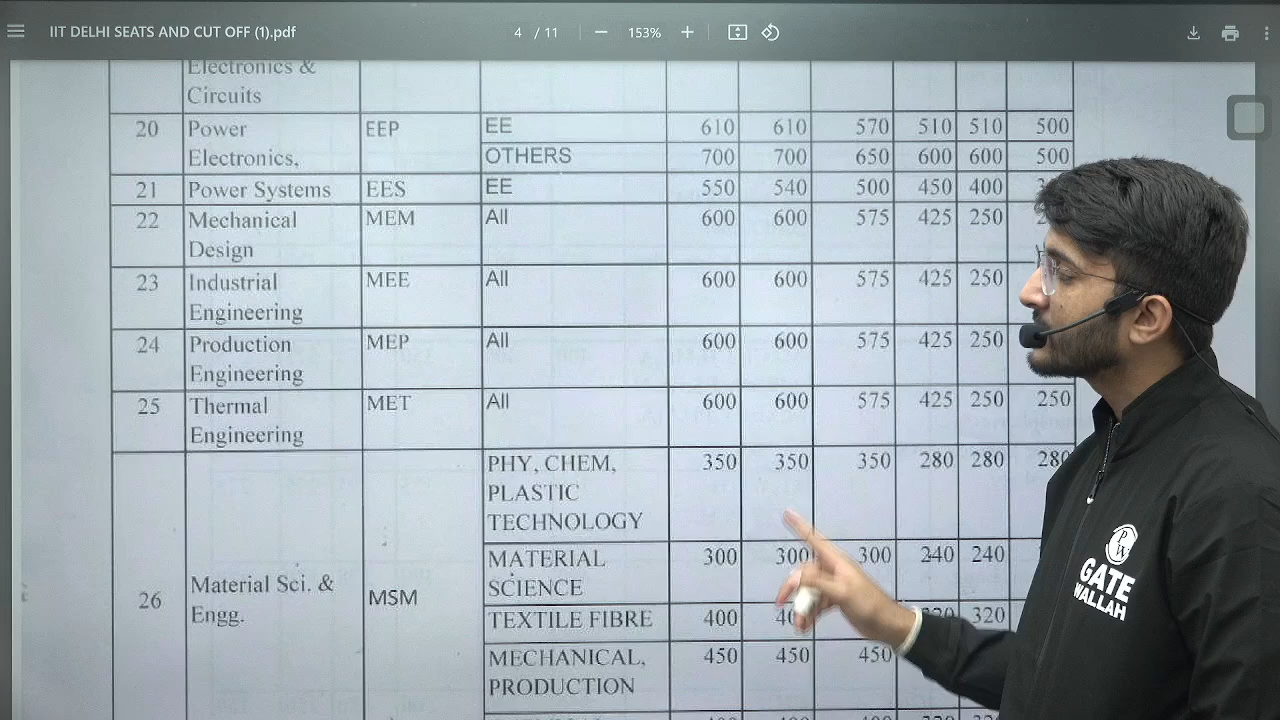 IIT DELHI SEATS AND CUT OFF (1).pdf 4 / 11 153%
Electronics &
Circuits
20 Power EEP EE 610 610 570 510 510 500
Electronics, OTHERS 700 700 650 600 600 500
21 Power Systems EES EE 550 540 500 450 400
22 Mechanical MEM All 600 600 575 425 250
Design
23 Industrial MEE All 600 600 575 425 250
Engineering
24 Production MEP All 600 600 575 425 250
Engineering
25 Thermal MET All 600 600 575 425 250 250
Engineering
PHY, CHEM, 350 350 350 280 280 280
PLASTIC
TECHNOLOGY
MATERIAL 300 300 300 240 240
SCIENCE
26 Material Sci. & MSM
Engg.
TEXTILE FIBRE 400 320
MECHANICAL, 450 450 450
PRODUCTION
PW
GATE
WALLAH